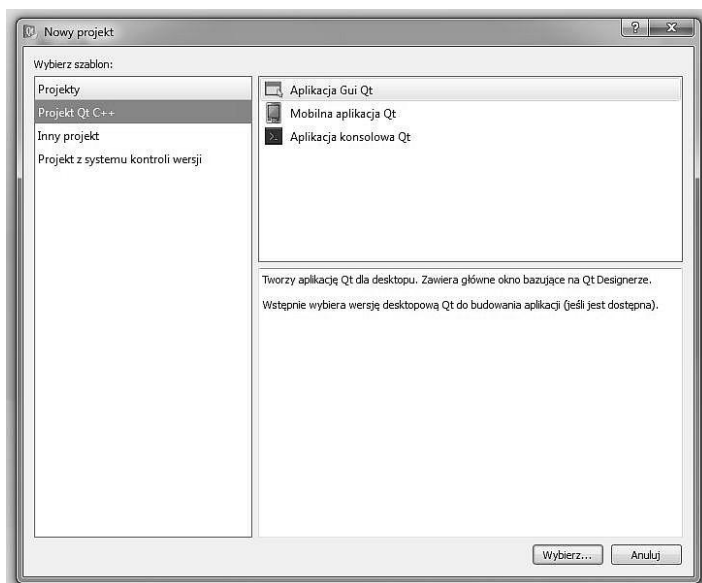 Nowy projekt
Wybierz szablon:
Projekty
Projekt Qt C++
Inny projekt
Projekt z systemu kontroli wersji
Aplikacja Gui Qt
Mobilna aplikacja Qt
Aplikacja konsolowa Qt
Tworzy aplikację Qt dla desktopu. Zawiera główne okno bazujące na Qt Designerze.
Wstępnie wybiera wersję desktopową Qt do budowania aplikacji (jeśli jest dostępna).
Wybierz...
Anuluj